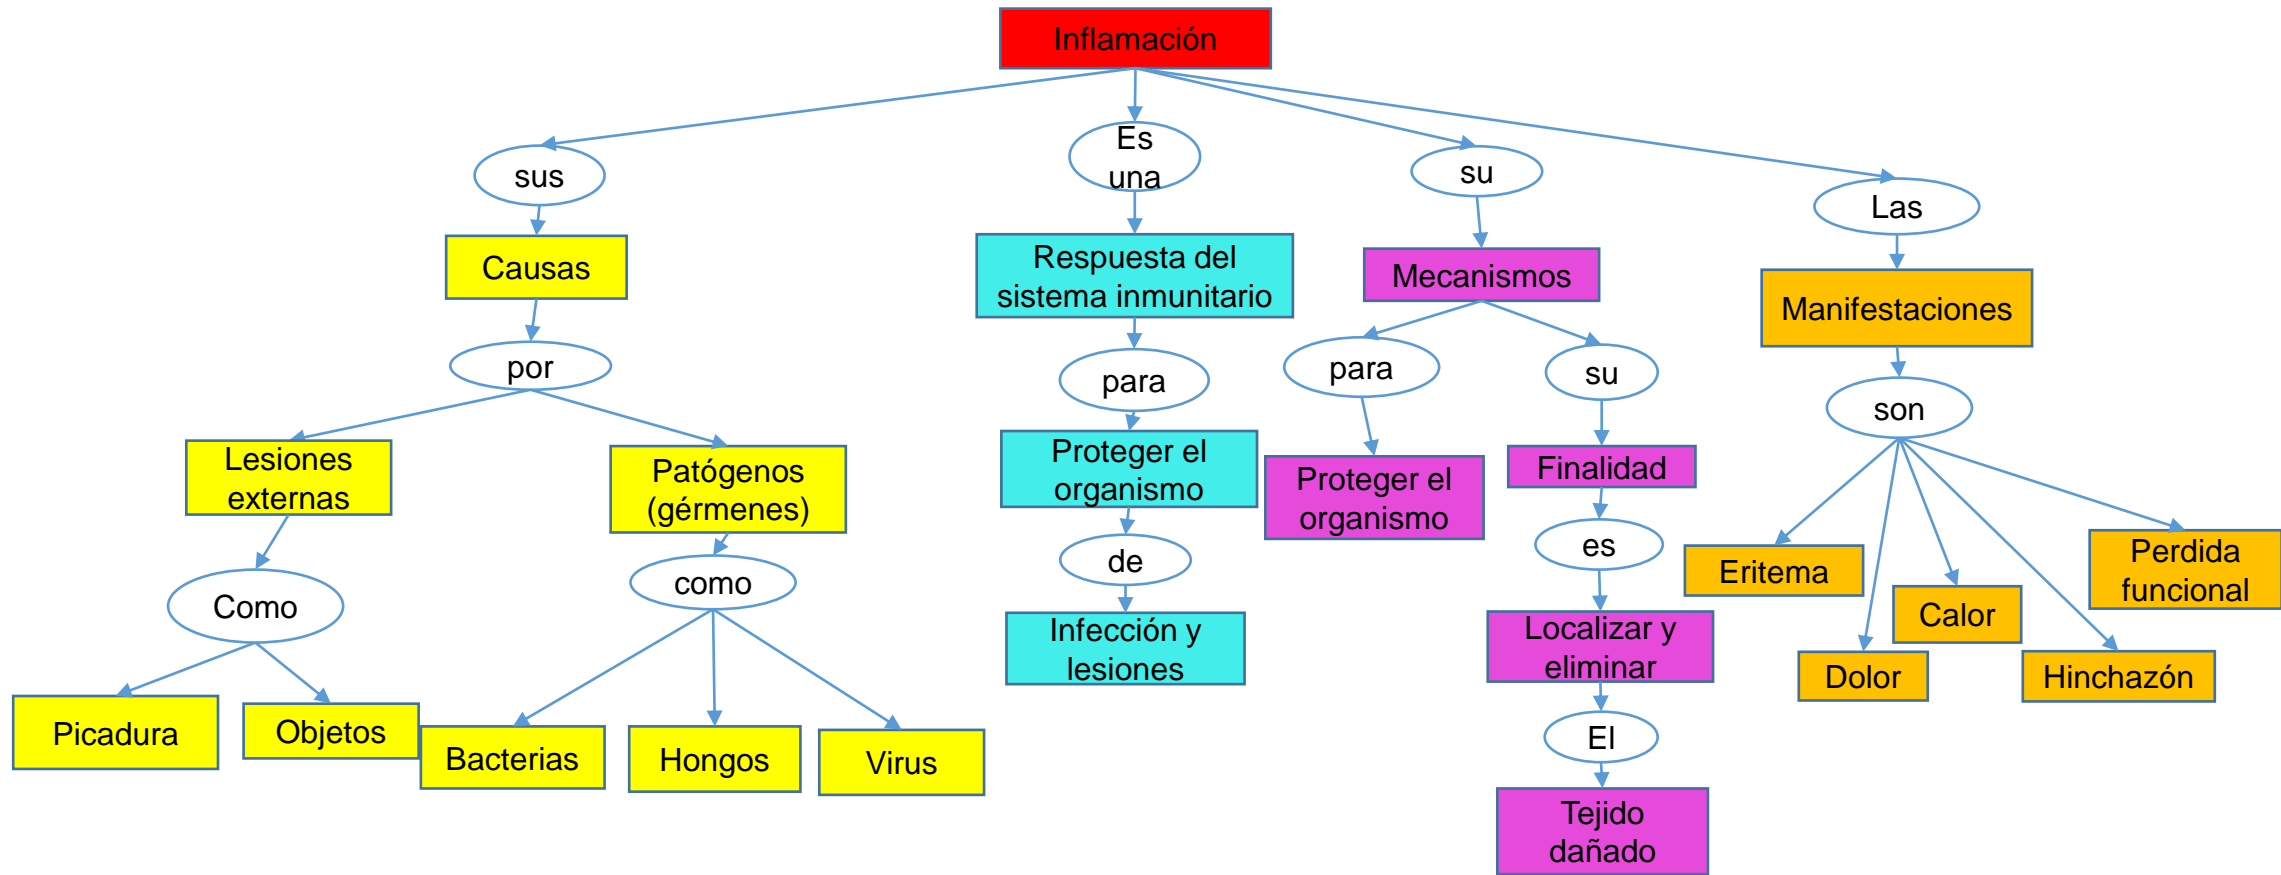 Inflamación
sus
Causas
por
Lesiones
externas
Como
Picadura
Objetos
Patógenos
(gérmenes)
como
Bacterias
Hongos
Virus
Es
una
Respuesta del
sistema inmunitario
para
Proteger el
organismo
de
Infección y
lesiones
su
Mecanismos
para
Proteger el
organismo
su
Finalidad
es
Localizar y
eliminar
El
Tejido
dañado
Las
Manifestaciones
son
Eritema
Dolor
Calor
Hinchazón
Perdida
funcional